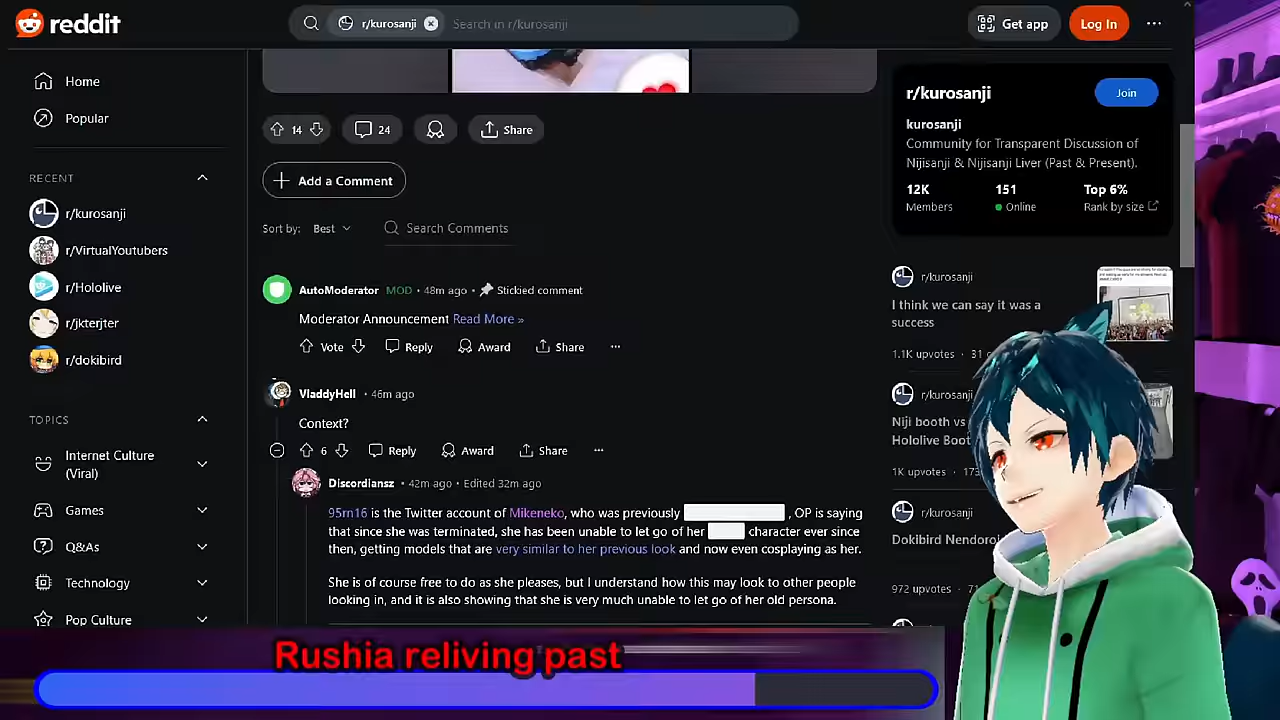 reddit
r/kurosanji
Search in r/kurosanji
Get app
Log In
Home
Popular
RECENT
r/kurosanji
r/VirtualYoutubers
r/Hololive
r/jkterjter
r/dokibird
TOPICS
Internet Culture
(Viral)
Games
Q&As
Technology
Pop Culture
14
24
Share
Add a Comment
Sort by:
Best
Search Comments
AutoModerator MOD • 48m ago • Stickied comment
Moderator Announcement Read More »
Vote
Reply
Award
Share
VladdyHell • 46m ago
Context?
6
Reply
Award
Share
Discordiansz • 42m ago • Edited 32m ago
95rn16 is the Twitter account of Mikeneko, who was previously , OP is saying
that since she was terminated, she has been unable to let go of her character ever since
then, getting models that are very similar to her previous look and now even cosplaying as her.
She is of course free to do as she pleases, but I understand how this may look to other people
looking in, and it is also showing that she is very much unable to let go of her old persona.
r/kurosanji
Join
kurosanji
Community for Transparent Discussion of
Nijisanji & Nijisanji Liver (Past & Present).
12K
151
Top 6%
Members
Online
Rank by size
r/kurosanji
I think we can say it was a
success
1.1K upvotes • 31
r/kurosanji
Niji booth vs
Hololive Boot
1K upvotes • 173
r/kurosanji
Dokibird Nendoroi
972 upvotes • 71
Rushia reliving past